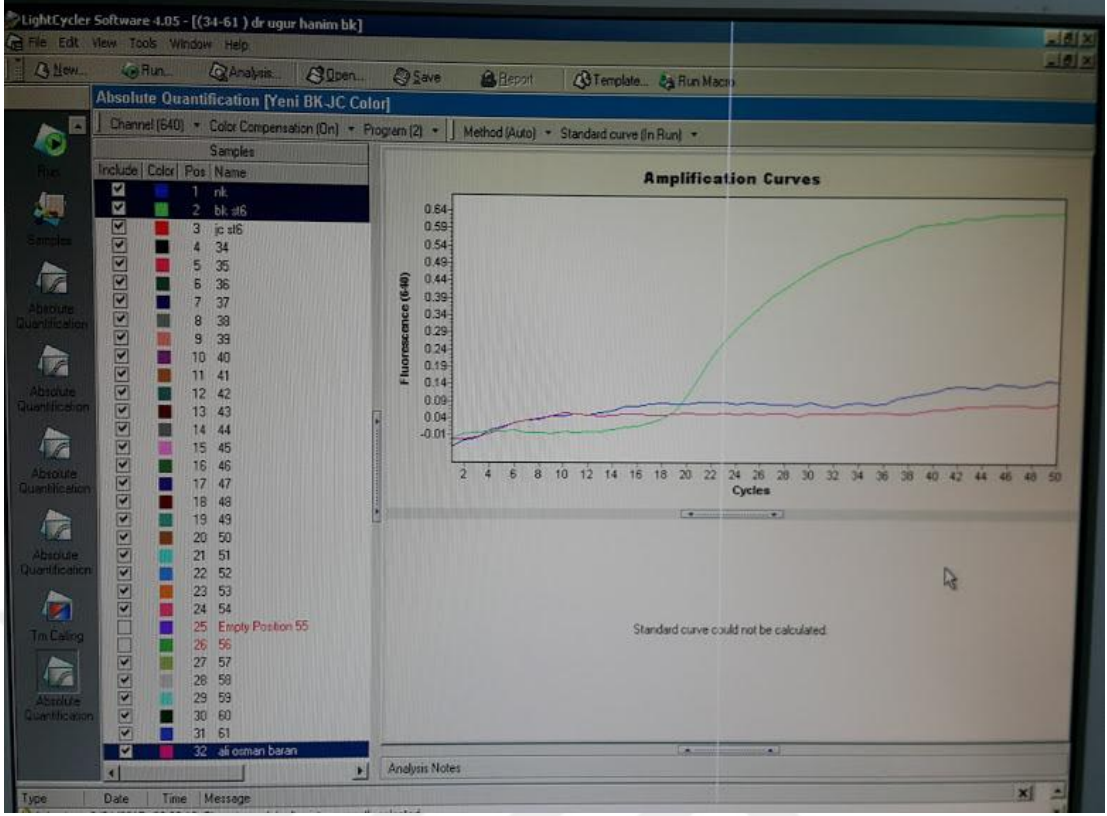 LightCycler Software 4.05 - [(34-61 ) dr ugur hanim bk]
File Edit View Tools Window Help
New... Run... Analysis... Open... Save Report Template... Run Macro
Absolute Quantification [Yeni BK-JC Color]
Channel (640) Color Compensation (On) Program (2) Method (Auto) Standard curve (In Run)
Samples
Include Color Pos Name
1 nk
2 bk st6
3 jc st6
4 34
5 35
6 36
7 37
8 38
9 39
10 40
11 41
12 42
13 43
14 44
15 45
16 46
17 47
18 48
19 49
20 50
21 51
22 52
23 53
24 54
25 Empty Position 55
26 56
27 57
28 58
29 59
30 60
31 61
32 ali osman baran
Run
Samples
Absolute
Quantification
Absolute
Quantification
Absolute
Quantification
Absolute
Quantification
Tm Calling
Absolute
Quantification
Amplification Curves
Fluorescence (640)
0.64
0.59
0.54
0.49
0.44
0.39
0.34
0.29
0.24
0.19
0.14
0.09
0.04
-0.01
2 4 6 8 10 12 14 16 18 20 22 24 26 28 30 32 34 36 38 40 42 44 46 48 50
Cycles
Standard curve could not be calculated.
Analysis Notes
Type Date Time Message